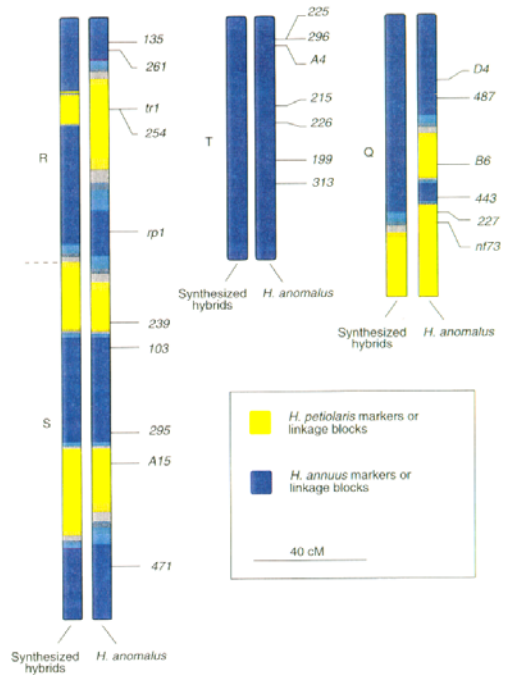 R
135
261
tr1
254
rp1
239
103
S
295
A15
471
Synthesized
hybrids
H. anomalus
T
225
296
A4
215
226
199
313
Synthesized
hybrids
H. anomalus
Q
D4
487
B6
443
227
nf73
Synthesized
hybrids
H. anomalus
H. petiolaris markers or
linkage blocks
H. annuus markers or
linkage blocks
40 cM